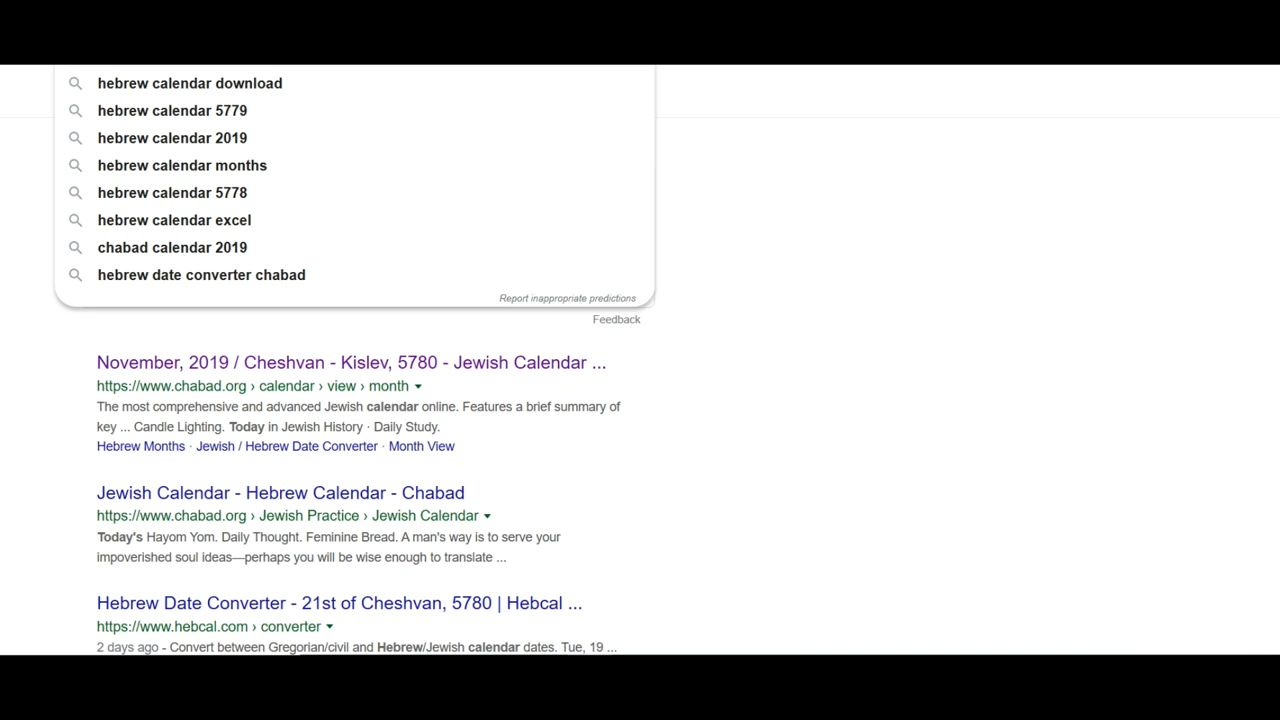 hebrew calendar download
hebrew calendar 5779
hebrew calendar 2019
hebrew calendar months
hebrew calendar 5778
hebrew calendar excel
chabad calendar 2019
hebrew date converter chabad
Report inappropriate predictions
Feedback
November, 2019 / Cheshvan - Kislev, 5780 - Jewish Calendar ...
https://www.chabad.org › calendar › view › month
The most comprehensive and advanced Jewish calendar online. Features a brief summary of
key ... Candle Lighting. Today in Jewish History · Daily Study.
Hebrew Months · Jewish / Hebrew Date Converter · Month View
Jewish Calendar - Hebrew Calendar - Chabad
https://www.chabad.org › Jewish Practice › Jewish Calendar
Today's Hayom Yom. Daily Thought. Feminine Bread. A man's way is to serve your
impoverished soul ideas—perhaps you will be wise enough to translate ...
Hebrew Date Converter - 21st of Cheshvan, 5780 | Hebcal ...
https://www.hebcal.com › converter
2 days ago - Convert between Gregorian/civil and Hebrew/Jewish calendar dates. Tue, 19 ...